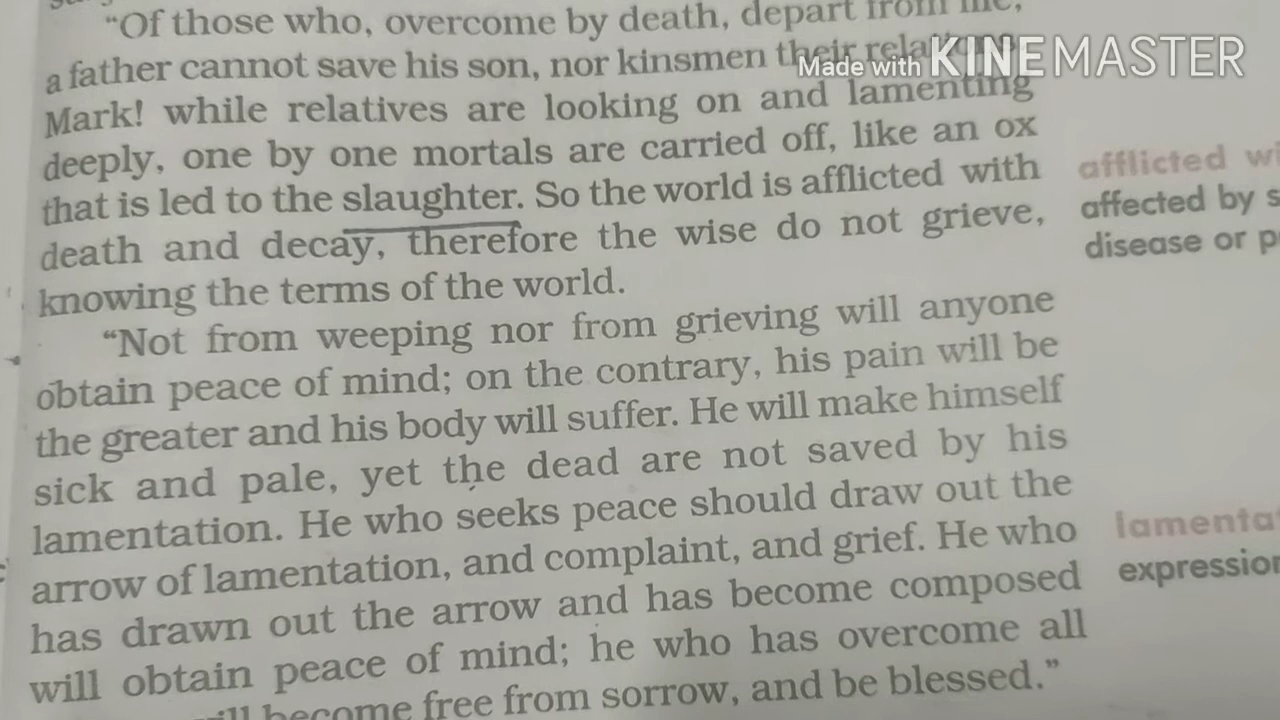 “Of those who, overcome by death, depart from me,
a father cannot save his son, nor kinsmen their relations
Made with KINEMASTER
Mark! while relatives are looking on and lamenting
deeply, one by one mortals are carried off, like an ox
that is led to the slaughter. So the world is afflicted with
death and decay, therefore the wise do not grieve,
knowing the terms of the world.
“Not from weeping nor from grieving will anyone
obtain peace of mind; on the contrary, his pain will be
the greater and his body will suffer. He will make himself
sick and pale, yet the dead are not saved by his
lamentation. He who seeks peace should draw out the
arrow of lamentation, and complaint, and grief. He who
has drawn out the arrow and has become composed
will obtain peace of mind; he who has overcome all
become free from sorrow, and be blessed.”
afflicted
affected by
disease or
expression